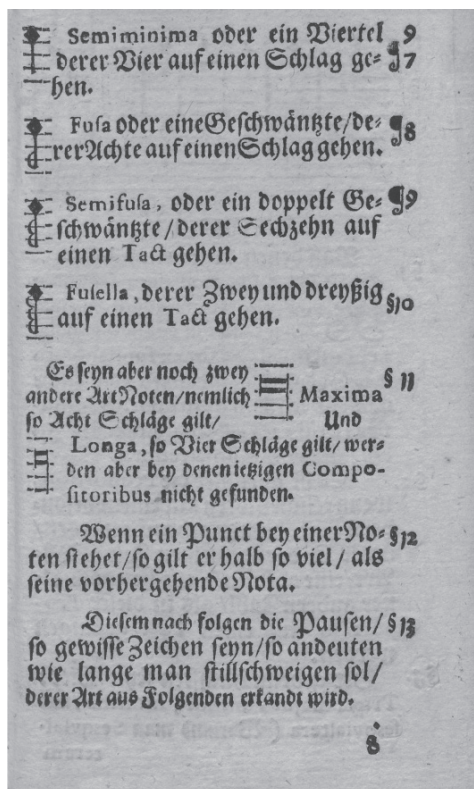 Semiminima oder ein Viertel 9
derer Vier auf einen Schlag ge- ¶7
hen.
Fusa oder eine Geschwäntzte/de- ¶8
rer Achte auf einen Schlag gehen.
Semifusa, oder ein doppelt Ge- ¶9
schwäntzte/derer Sechzehn auf
einen Tact gehen.
Fusella, derer Zwey und dreyßig §10
auf einen Tact gehen.
Es seyn aber noch zwey § 11
andere Art Noten/nemlich Maxima
so Acht Schläge gilt/ Und
Longa, so Vier Schläge gilt/ wer-
den aber bey denen ietzigen Compo-
sitoribus nicht gefunden.
Wenn ein Punct bey einer No- §12
ten stehet/so gilt er halb so viel/ als
seine vorhergehende Nota.
Diesem nach folgen die Pausen/ §13
so gewisse Zeichen seyn/so andeuten
wie lange man stillschweigen sol/
derer Art aus Folgenden erkandt wird.
8